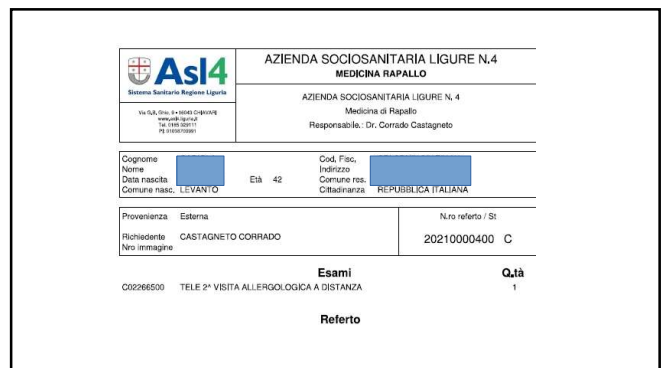 Asl4
Sistema Sanitario Regione Liguria
AZIENDA SOCIOSANITARIA LIGURE N.4
MEDICINA RAPALLO
AZIENDA SOCIOSANITARIA LIGURE N. 4
Medicina di Rapallo
Responsabile.: Dr. Corrado Castagneto
Cognome
Nome
Data nascita
Età 42
Comune nasc. LEVANTO
Cod. Fisc.
Indirizzo
Comune res.
Cittadinanza REPUBBLICA ITALIANA
Provenienza Esterna
Richiedente CASTAGNETO CORRADO
Nro immagine
N.ro referto / St
20210000400 C
Esami Q.tà
C02266500 TELE 2^ VISITA ALLERGOLOGICA A DISTANZA 1
Referto